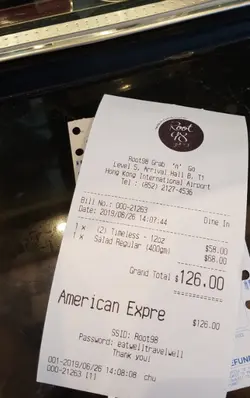 Root
98
Root98 Grab 'n' Go
Level 5, Arrival Hall B, T1
Hong Kong International Airport
Tel : (852) 2127-4536
Bill No.: 000-21263
Dine In
Date: 2019/06/26 14:07:44
1 × (2) Timeless - 12oz $58.00
1 × Salad Regular (400gm) $68.00
Grand Total $126.00
American Expre $126.00
SSID: Root98
Password: eatwelltravelwell
Thank you!
001-2019/06/26 14:08:08 chu
000-21263 [1]